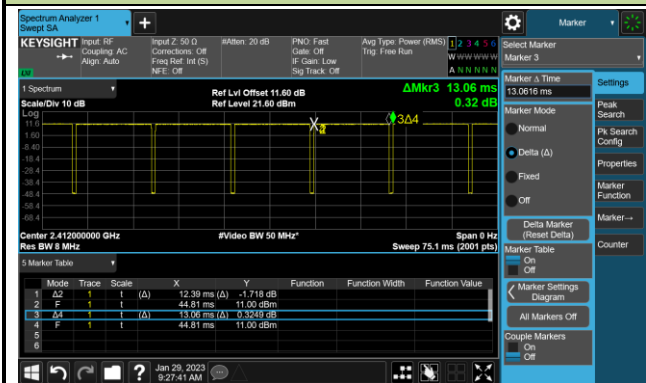 Spectrum Analyzer 1
Swept SA
+
Marker
KEYSIGHT
Input: RF
Coupling: AC
Align: Auto
Input Z: 50 Ω
Corrections: Off
Freq Ref: Int (S)
NFE: Off
#Atten: 20 dB
PNO: Fast
Gate: Off
IF Gain: Low
Sig Track: Off
Avg Type: Power (RMS)
Trig: Free Run
1 2 3 4 5 6
W W W W W W
A N N N N N
Select Marker
Marker 3
1 Spectrum
Scale/Div 10 dB
Log
Ref Lvl Offset 11.60 dB
Ref Level 21.60 dBm
ΔMkr3 13.06 ms
0.32 dB
11.6
1.60
-8.40
-18.4
-28.4
-38.4
-48.4
-58.4
-68.4
3Δ4
Center 2.412000000 GHz
Res BW 8 MHz
#Video BW 50 MHz*
Span 0 Hz
Sweep 75.1 ms (2001 pts)
5 Marker Table
Mode Trace Scale X Y Function Function Width Function Value
1 Δ2 1 t (Δ) 12.39 ms (Δ) -1.718 dB
2 F 1 t 44.81 ms 11.00 dBm
3 Δ4 1 t (Δ) 13.06 ms (Δ) 0.3249 dB
4 F 1 t 44.81 ms 11.00 dBm
5
6
Marker Δ Time
13.0616 ms
Marker Mode
Normal
Delta (Δ)
Fixed
Off
Delta Marker
(Reset Delta)
Marker Table
On
Off
Marker Settings
Diagram
All Markers Off
Couple Markers
On
Off
Settings
Peak
Search
Pk Search
Config
Properties
Marker
Function
Marker→
Counter
?
Jan 29, 2023
9:27:41 AM